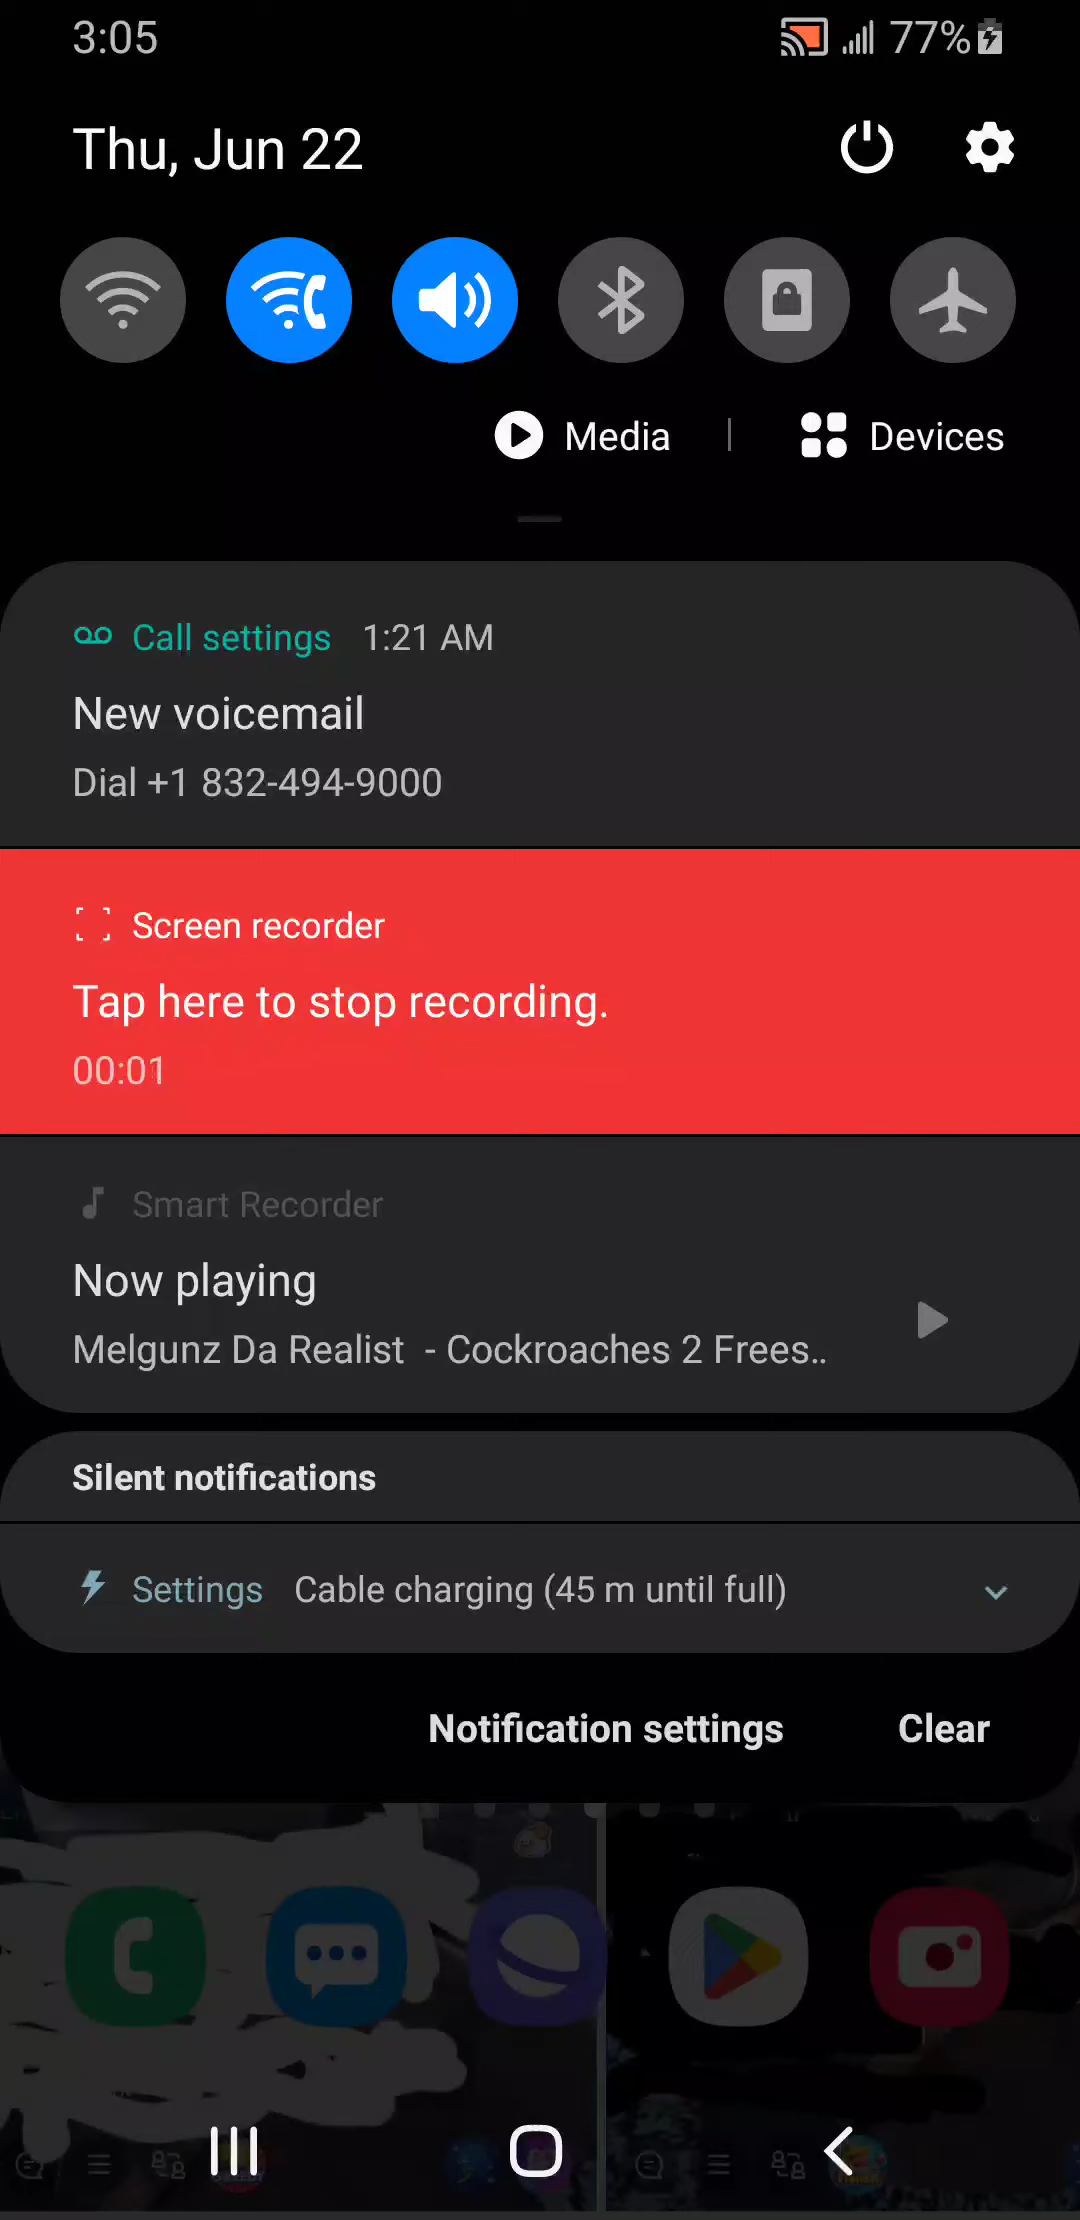 3:05
77%
Thu, Jun 22
Media | Devices
Call settings 1:21 AM
New voicemail
Dial +1 832-494-9000
Screen recorder
Tap here to stop recording.
00:01
Smart Recorder
Now playing
Melgunz Da Realist - Cockroaches 2 Frees..
Silent notifications
Settings Cable charging (45 m until full)
Notification settings Clear